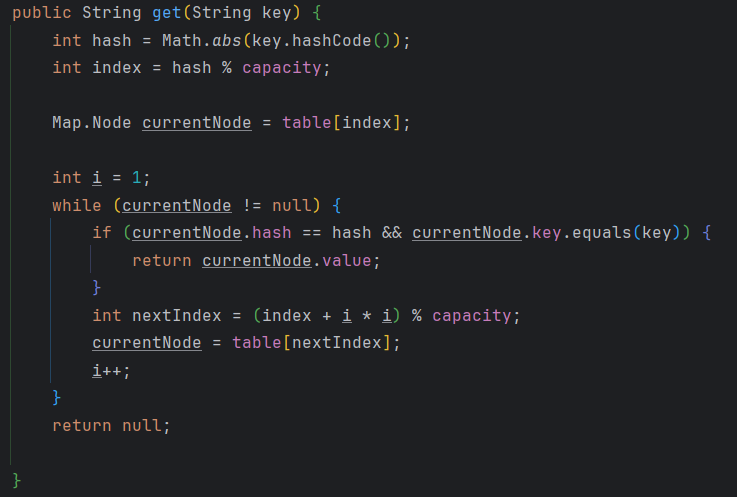 public String get(String key) {
    int hash = Math.abs(key.hashCode());
    int index = hash % capacity;

    Map.Node currentNode = table[index];

    int i = 1;
    while (currentNode != null) {
        if (currentNode.hash == hash && currentNode.key.equals(key)) {
            return currentNode.value;
        }
        int nextIndex = (index + i * i) % capacity;
        currentNode = table[nextIndex];
        i++;
    }
    return null;

}